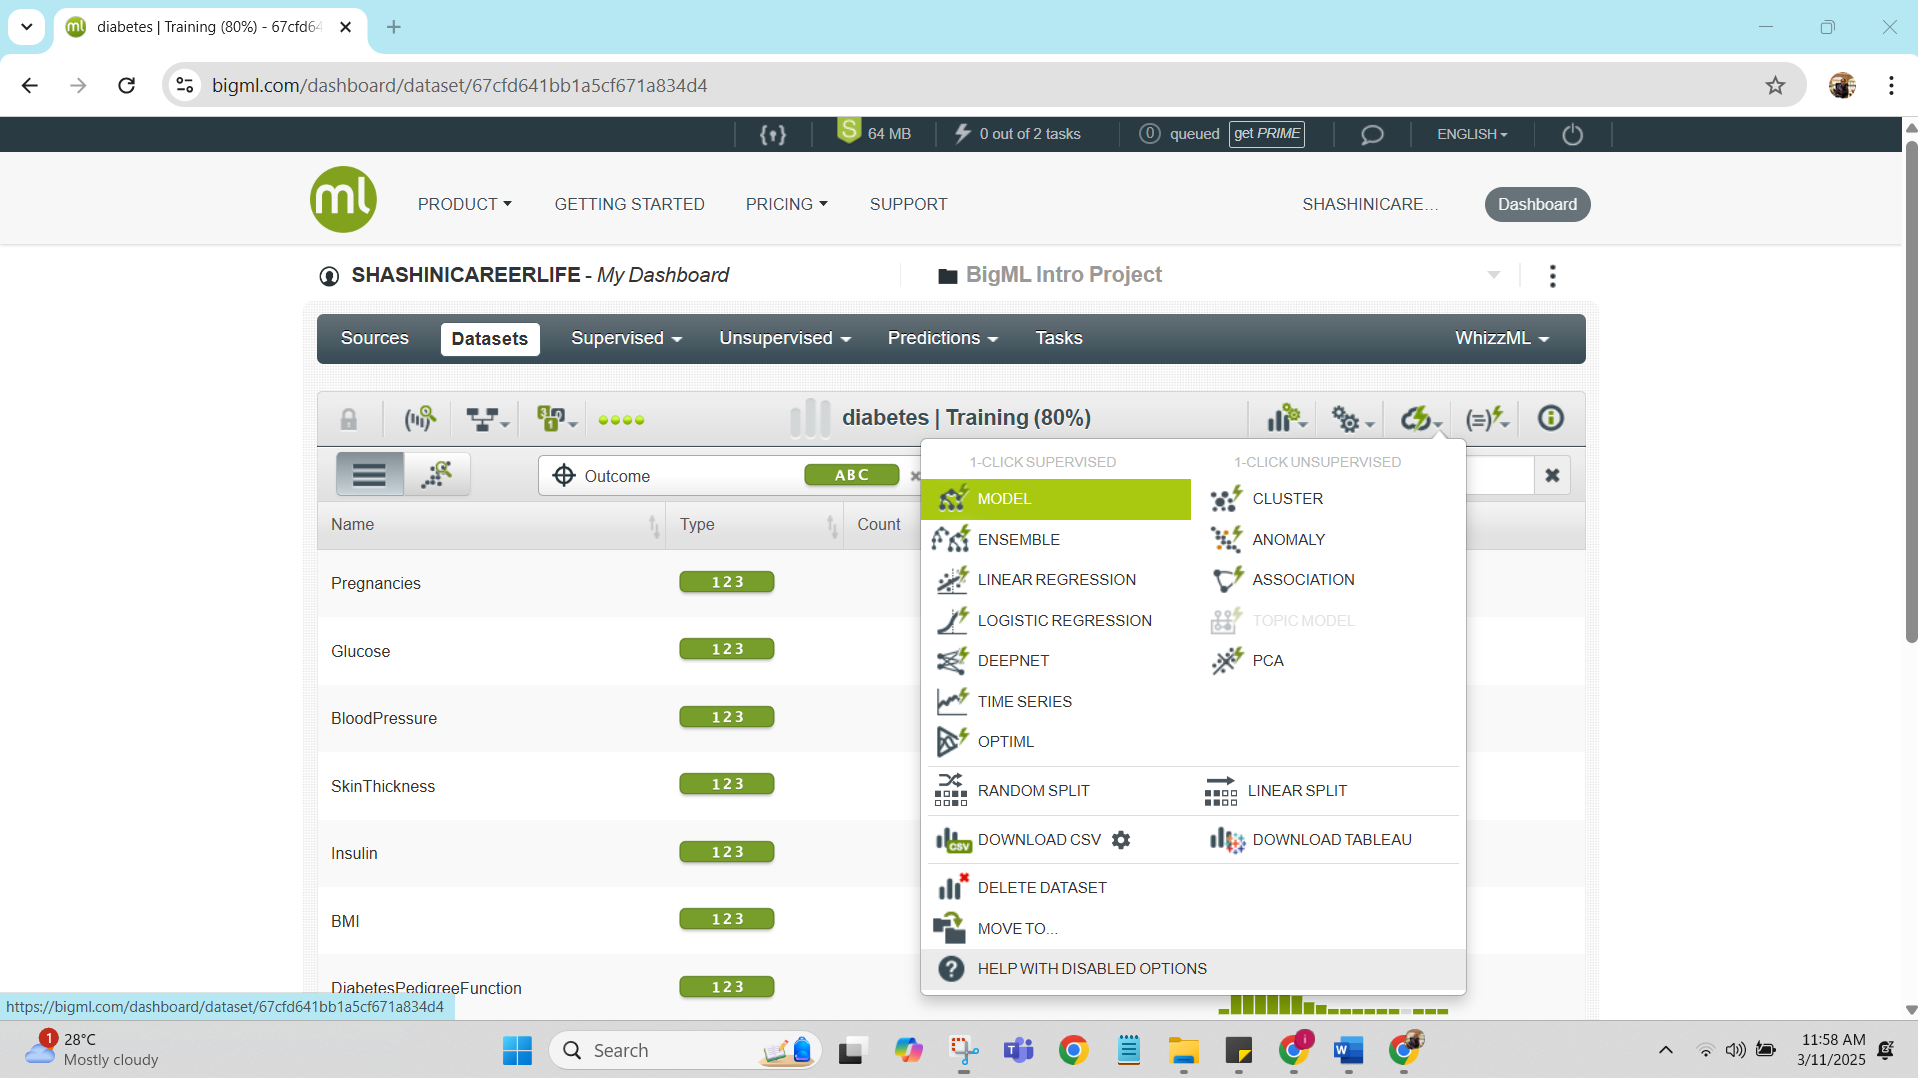 diabetes | Training (80%) - 67cfd64
bigml.com/dashboard/dataset/67cfd641bb1a5cf671a834d4
S 64 MB 0 out of 2 tasks 0 queued get PRIME ENGLISH
ml PRODUCT GETTING STARTED PRICING SUPPORT SHASHINICARE... Dashboard
SHASHINICAREERLIFE - My Dashboard BigML Intro Project
Sources Datasets Supervised Unsupervised Predictions Tasks WhizzML
diabetes | Training (80%)
Outcome ABC
Name Type Count
Pregnancies 123
Glucose 123
BloodPressure 123
SkinThickness 123
Insulin 123
BMI 123
DiabetesPedigreeFunction 123
1-CLICK SUPERVISED 1-CLICK UNSUPERVISED
MODEL CLUSTER
ENSEMBLE ANOMALY
LINEAR REGRESSION ASSOCIATION
LOGISTIC REGRESSION TOPIC MODEL
DEEPNET PCA
TIME SERIES
OPTIML
RANDOM SPLIT LINEAR SPLIT
CSV DOWNLOAD CSV DOWNLOAD TABLEAU
DELETE DATASET
MOVE TO...
HELP WITH DISABLED OPTIONS
https://bigml.com/dashboard/dataset/67cfd641bb1a5cf671a834d4
1 28°C
Mostly cloudy
Search
11:58 AM
3/11/2025